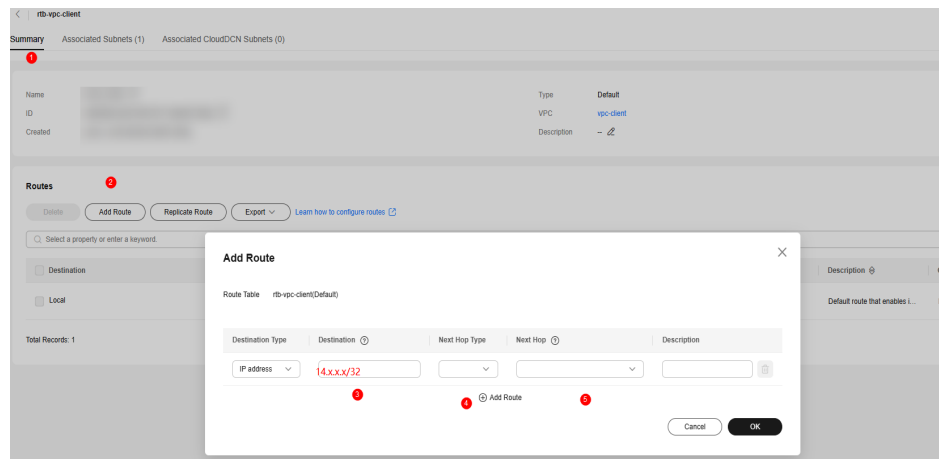 < rtb-vpc-client
Summary Associated Subnets (1) Associated CloudDCN Subnets (0)
1
Name Type Default
ID VPC vpc-client
Created Description --
Routes 2
Delete Add Route Replicate Route Export Learn how to configure routes
Select a property or enter a keyword.
Add Route
Destination Description
Route Table rtb-vpc-client(Default)
Local Default route that enables i...
Total Records: 1
Destination Type Destination Next Hop Type Next Hop Description
IP address 14.x.x.x/32
3
4 Add Route 5
Cancel OK